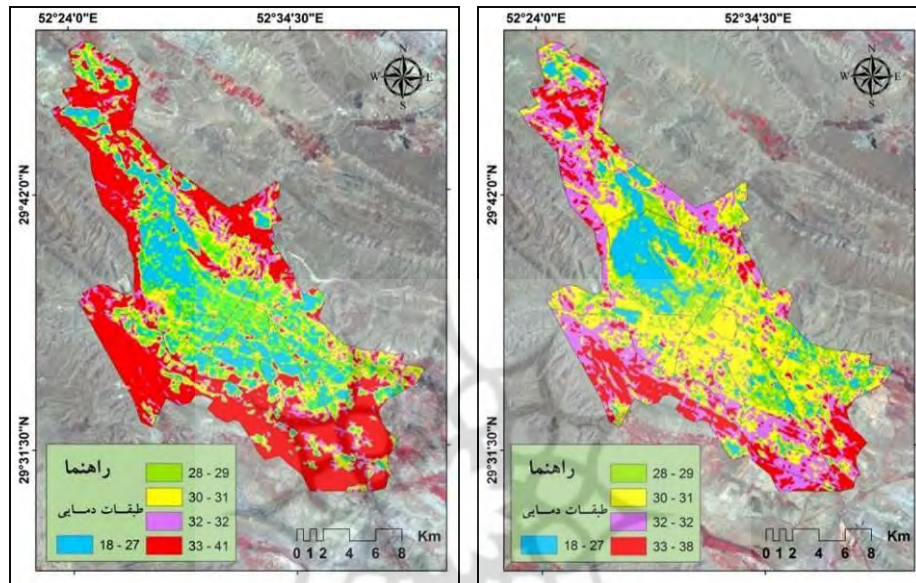 52°24'0"E 52°34'30"E
N
W E
S
29°42'0"N
29°31'30"N
راهنما
طبقات دمایی
18 - 27
28 - 29
30 - 31
32 - 32
33 - 41
Km
0 1 2 4 6 8
52°24'0"E 52°34'30"E
N
W E
S
29°42'0"N
29°31'30"N
راهنما
طبقات دمایی
18 - 27
28 - 29
30 - 31
32 - 32
33 - 38
Km
0 1 2 4 6 8